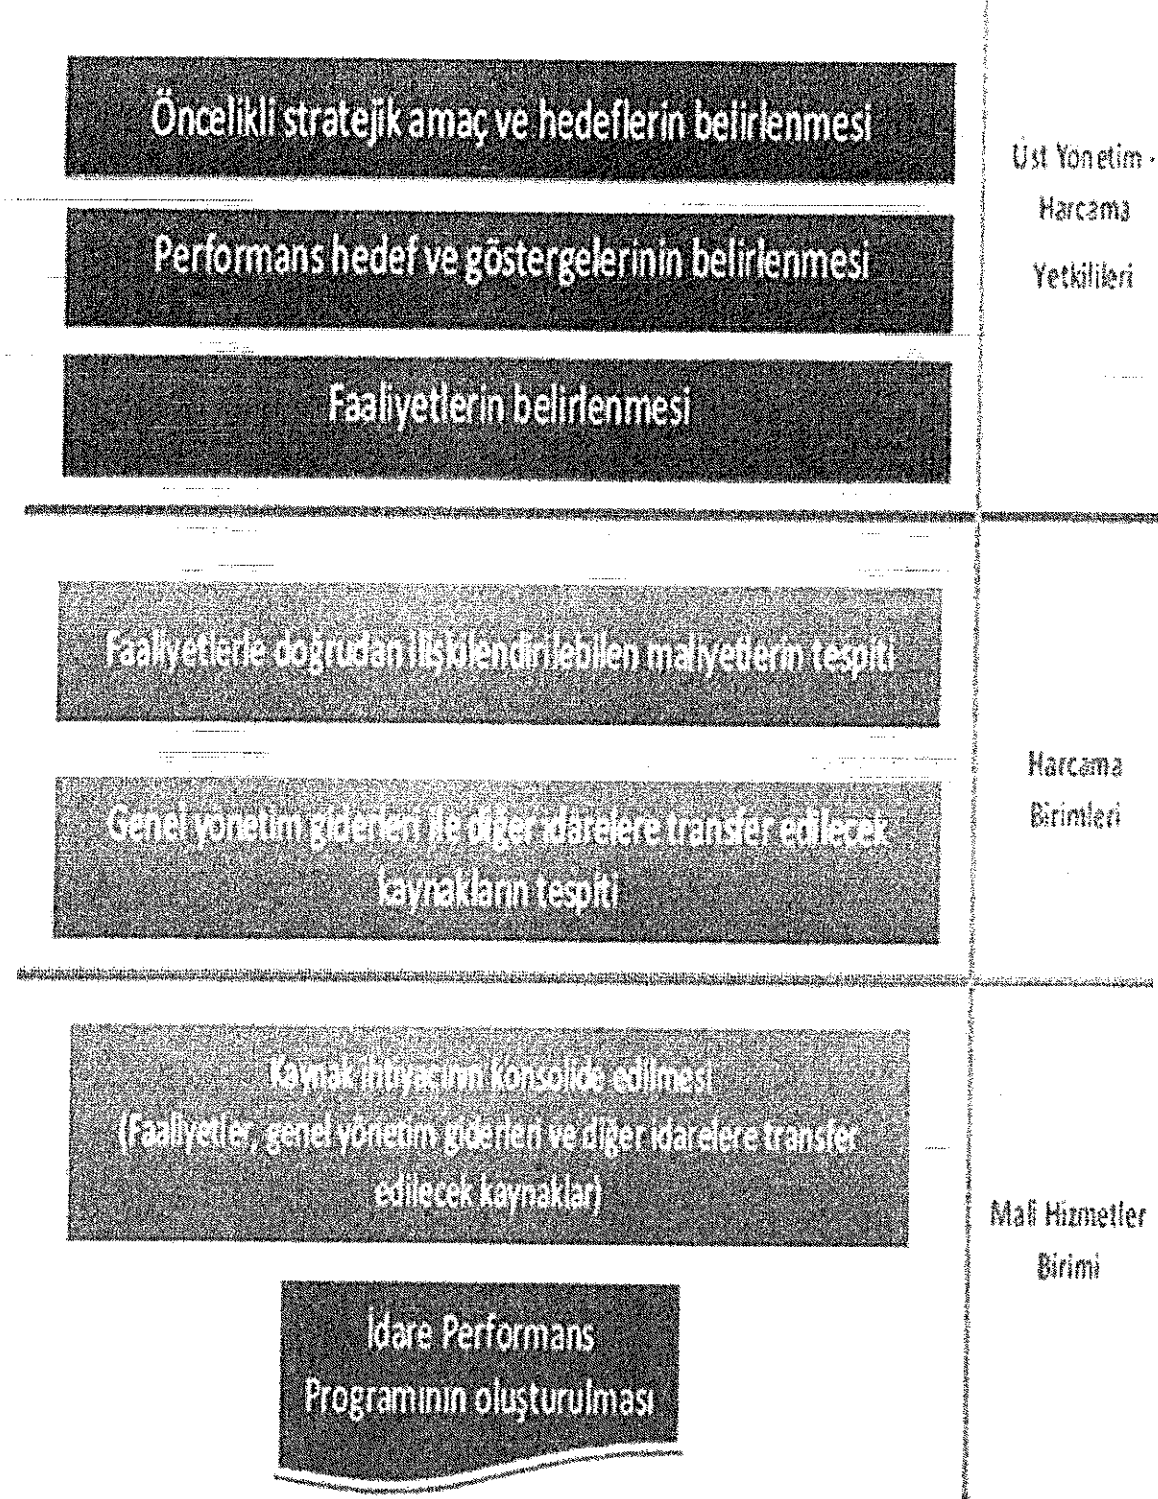 Öncelikli stratejik amaç ve hedeflerin belirlenmesi
Performans hedef ve göstergelerinin belirlenmesi
Faaliyetlerin belirlenmesi
Üst Yönetim -
Harcama
Yetkilileri
Faaliyetlerle doğrudan ilişkilendirilebilen maliyetlerin tespiti
Genel yönetim giderleri ile diğer idarelere transfer edilecek
kaynakların tespiti
Harcama
Birimleri
Kaynak ihtiyacının konsolide edilmesi
(Faaliyetler, genel yönetim giderleri ve diğer idarelere transfer
edilecek kaynaklar)
İdare Performans
Programının oluşturulması
Mali Hizmetler
Birimi